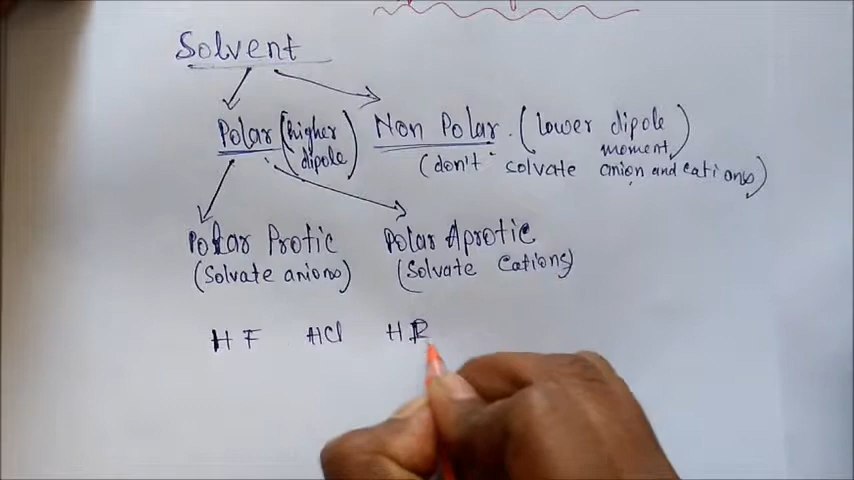 Solvent
Polar (higher dipole) Non Polar. (lower dipole moment)
(don't solvate anion and cations)
Polar Protic Polar Aprotic
(Solvate anions) (Solvate Cations)
HF HCl H